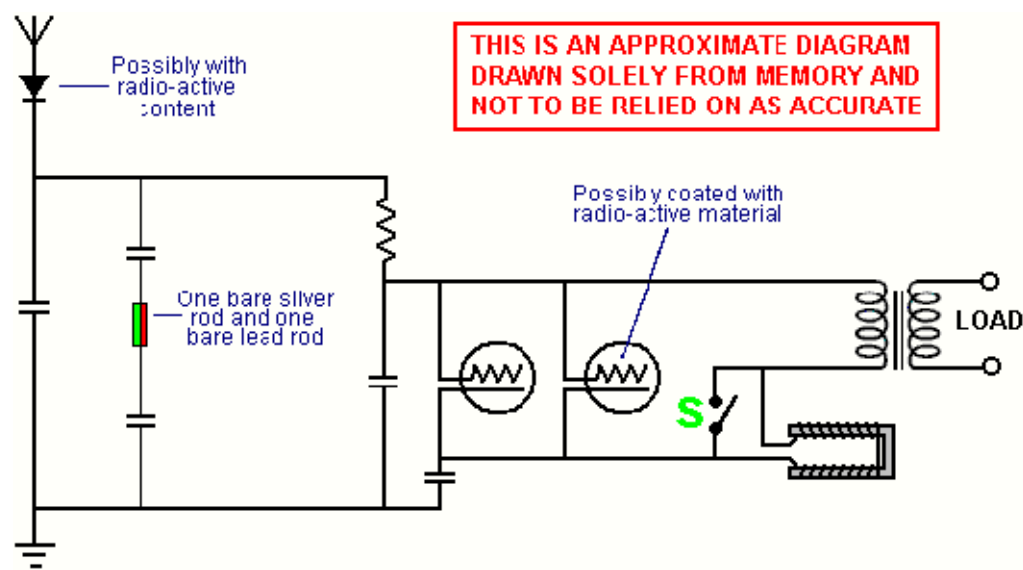 THIS IS AN APPROXIMATE DIAGRAM
DRAWN SOLELY FROM MEMORY AND
NOT TO BE RELIED ON AS ACCURATE
Possibly with
radio-active
content
Possiby coated with
radio-active material
One bare silver
rod and one
bare lead rod
LOAD
S